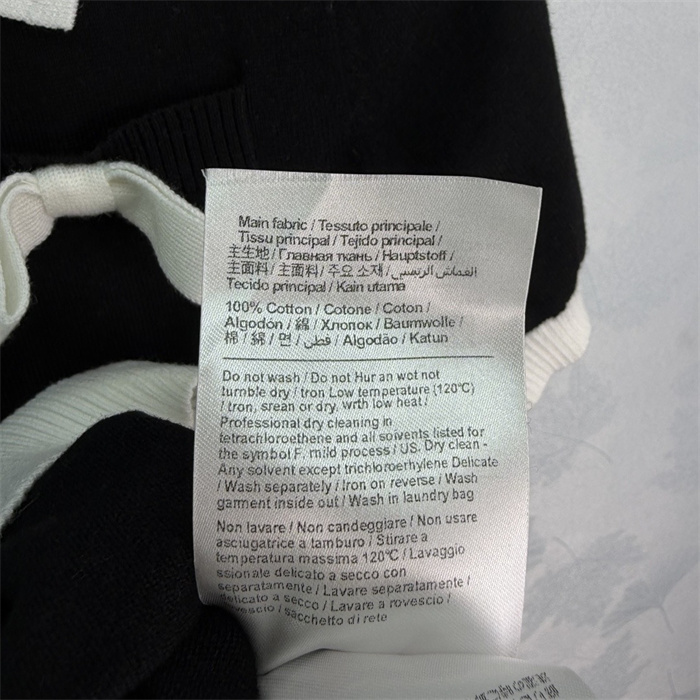 Main fabric / Tessuto principale /
Tissu principal / Tejido principal /
主生地 / Главная ткань / Hauptstoff /
主面料 / 主面料 / 주요 소재 / القماش الرئيسي
Tecido principal / Kain utama
100% Cotton / Cotone / Coton /
Algodón / 綿 / Хлопок / Baumwolle /
棉 / 綿 / 면 / قطن / Algodão / Katun
Do not wash / Do not Hur an wot not
tumble dry / tron Low temperature (120℃)
/ tron, srean or dry, wrth low heat /
Professional dry cleaning in
tetrachloroethene and all soivents listed for
the symbol F. mild process / US. Dry clean -
Any solvent except trichloroerhylene Delicate
/ Wash separately / Iron on reverse / Wash
garment inside out / Wash in laundry bag
Non lavare / Non candeggiare / Non usare
asciugatrice a tamburo / Stirare a
temperatura massima 120℃ / Lavaggio
ssionale delicato a secco con
separatamente / Lavare separatamente /
delicato a secco / Lavare a rovescio /
rovescio / sacchetto di rete